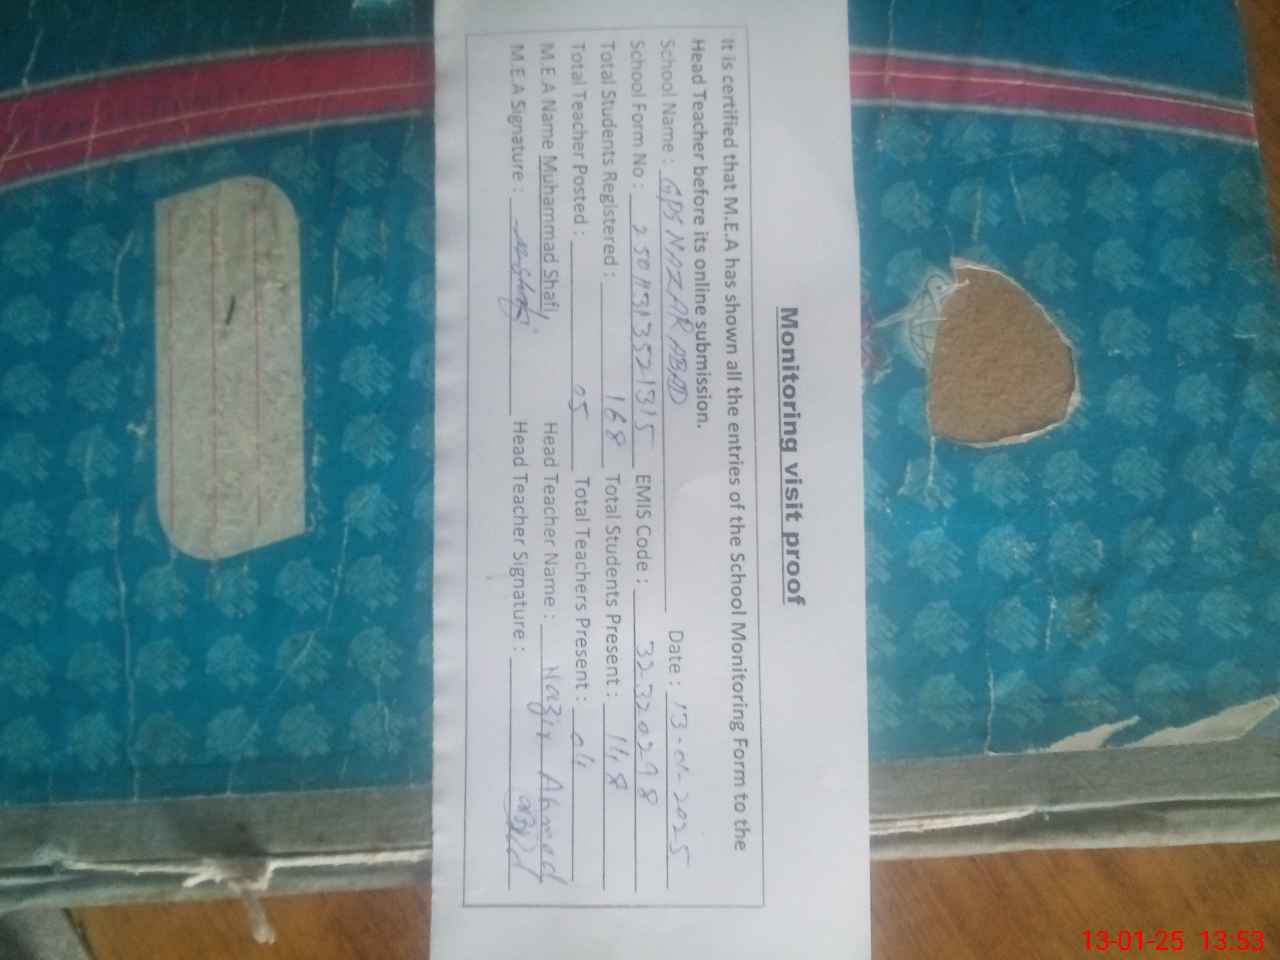 Monitoring visit proof
It is certified that M.E.A has shown all the entries of the School Monitoring Form to the
Head Teacher before its online submission.
School Name : GPS NAZAR ABAD Date : 13-01-2025
School Form No : EMIS Code : 32320298
Total Students Registered : 168 Total Students Present : 118
Total Teacher Posted : 05 Total Teachers Present : 04
M.E.A Name Muhammad Shafi Head Teacher Name : Nazir Ahmed
M.E.A Signature : Head Teacher Signature :
13-01-25 13:53